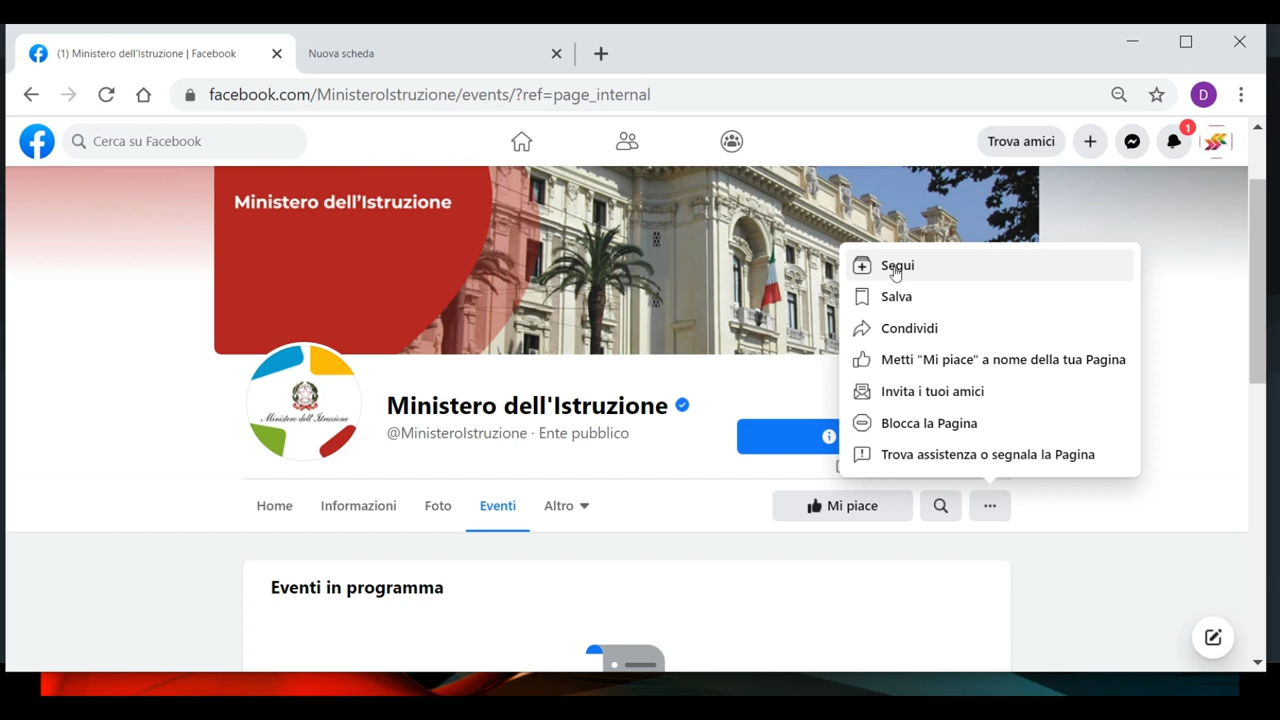 (1) Ministero dell'Istruzione | Facebook
Nuova scheda
facebook.com/MinisteroIstruzione/events/?ref=page_internal
D
Cerca su Facebook
Trova amici
1
Ministero dell'Istruzione
Segui
Salva
Condividi
Metti "Mi piace" a nome della tua Pagina
Invita i tuoi amici
Blocca la Pagina
Trova assistenza o segnala la Pagina
Ministero dell'Istruzione
Ministero dell'Istruzione
@MinisteroIstruzione · Ente pubblico
Home
Informazioni
Foto
Eventi
Altro
Mi piace
Eventi in programma